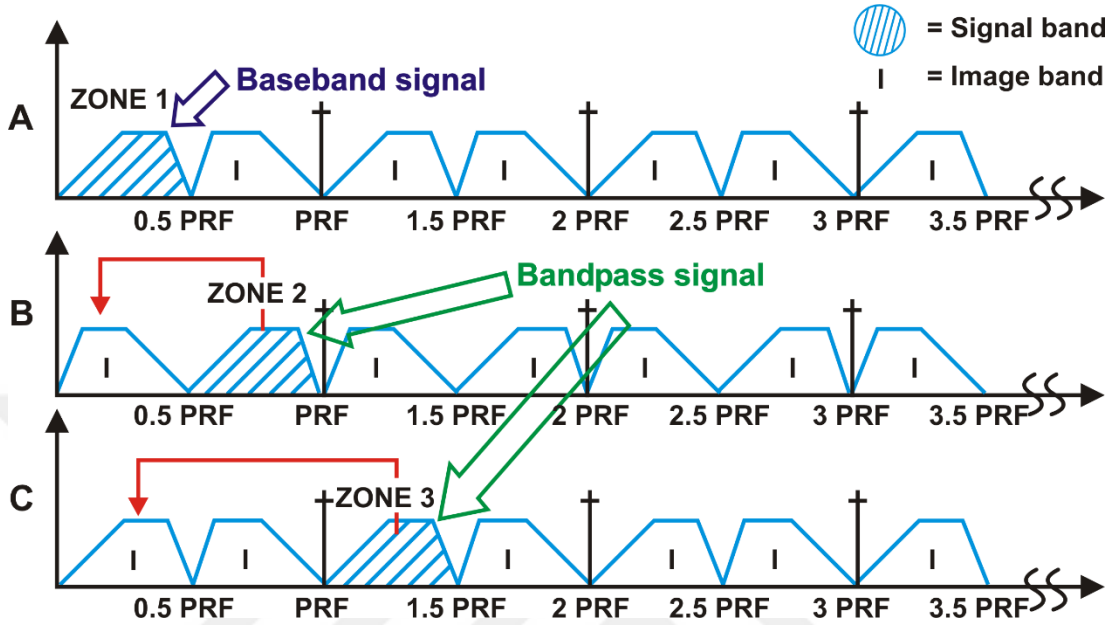 = Signal band
I = Image band
Baseband signal
ZONE 1
A
I I I I I I
0.5 PRF PRF 1.5 PRF 2 PRF 2.5 PRF 3 PRF 3.5 PRF
Bandpass signal
ZONE 2
B
I I I I I I
0.5 PRF PRF 1.5 PRF 2 PRF 2.5 PRF 3 PRF 3.5 PRF
C
ZONE 3
I I I I I I
0.5 PRF PRF 1.5 PRF 2 PRF 2.5 PRF 3 PRF 3.5 PRF